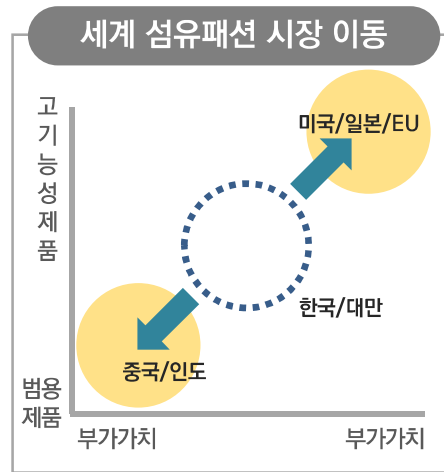 세계 섬유패션 시장 이동
고기능성제품
미국/일본/EU
한국/대만
중국/인도
범용
제품
부가가치
부가가치